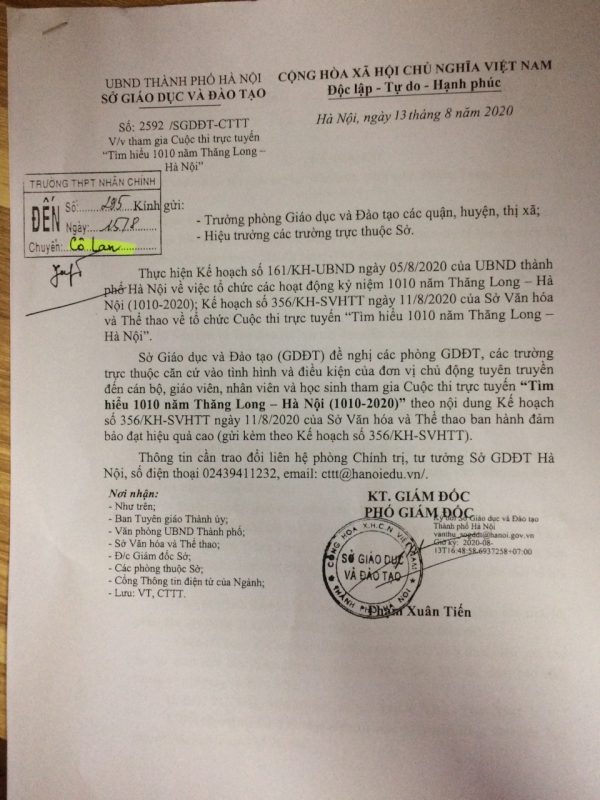 UBND THÀNH PHỐ HÀ NỘI
SỞ GIÁO DỤC VÀ ĐÀO TẠO
CỘNG HÒA XÃ HỘI CHỦ NGHĨA VIỆT NAM
Độc lập - Tự do - Hạnh phúc
Số: 2592 /SGDĐT-CTTT
V/v tham gia Cuộc thi trực tuyến
“Tìm hiểu 1010 năm Thăng Long –
Hà Nội”
Hà Nội, ngày 13 tháng 8 năm 2020
TRƯỜNG THPT NHÂN CHÍNH
ĐẾN
Số: 295
Ngày: 15/8
Chuyển: Cô Lan
Kính gửi:
- Trưởng phòng Giáo dục và Đào tạo các quận, huyện, thị xã;
- Hiệu trưởng các trường trực thuộc Sở.
Thực hiện Kế hoạch số 161/KH-UBND ngày 05/8/2020 của UBND thành
phố Hà Nội về việc tổ chức các hoạt động kỷ niệm 1010 năm Thăng Long – Hà
Nội (1010-2020); Kế hoạch số 356/KH-SVHTT ngày 11/8/2020 của Sở Văn hóa
và Thể thao về tổ chức Cuộc thi trực tuyến “Tìm hiểu 1010 năm Thăng Long –
Hà Nội”.
Sở Giáo dục và Đào tạo (GDĐT) đề nghị các phòng GDĐT, các trường
trực thuộc căn cứ vào tình hình và điều kiện của đơn vị chủ động tuyên truyền
đến cán bộ, giáo viên, nhân viên và học sinh tham gia Cuộc thi trực tuyến “Tìm
hiểu 1010 năm Thăng Long – Hà Nội (1010-2020)” theo nội dung Kế hoạch
số 356/KH-SVHTT ngày 11/8/2020 của Sở Văn hóa và Thể thao ban hành đảm
bảo đạt hiệu quả cao (gửi kèm theo Kế hoạch số 356/KH-SVHTT).
Thông tin cần trao đổi liên hệ phòng Chính trị, tư tưởng Sở GDĐT Hà
Nội, số điện thoại 02439411232, email: cttt@hanoiedu.vn/.
Nơi nhận:
- Như trên;
- Ban Tuyên giáo Thành ủy;
- Văn phòng UBND Thành phố;
- Sở Văn hóa và Thể thao;
- Đ/c Giám đốc Sở;
- Các phòng thuộc Sở;
- Cổng Thông tin điện tử của Ngành;
- Lưu: VT, CTTT.
KT. GIÁM ĐỐC
PHÓ GIÁM ĐỐC
Ký bởi Sở Giáo dục và Đào tạo
Thành phố Hà Nội
vanthu_sogddt@hanoi.gov.vn
Giờ ký: 2020-08-
13T16:48:58.6937258+07:00
CỘNG HÒA X.H.C.N VIỆT NAM
SỞ GIÁO DỤC
VÀ ĐÀO TẠO
THÀNH PHỐ HÀ NỘI
Phạm Xuân Tiến